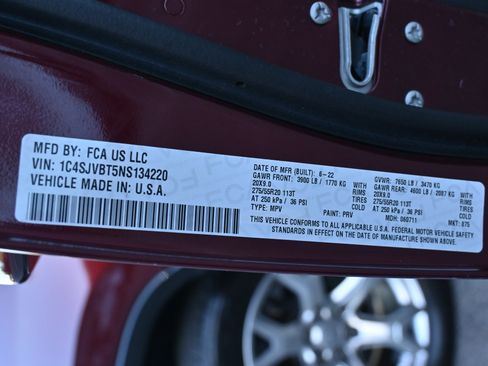 MFD BY: FCA US LLC
VIN: 1C4SJVBT5NS134220
VEHICLE MADE IN: U.S.A.
DATE OF MFR (BUILT): 6-22
GAWR FRONT: 3900 LB / 1770 KG WITH
20X9.0 RIMS
275/55R20 113T TIRES
AT 250 kPa / 36 PSI
TYPE: MPV
PAINT: PRV
GVWR: 7650 LB / 3470 KG
GAWR REAR: 4600 LB / 2087 KG WITH
20X9.0 RIMS
275/55R20 113T TIRES
AT 250 kPa / 36 PSI
MDH: 060711
MKT: 875
THIS VEHICLE CONFORMS TO ALL APPLICABLE U.S.A. FEDERAL MOTOR VEHICLE SAFETY
STANDARDS IN EFFECT ON THE DATE OF MANUFACTURE SHOWN ABOVE.